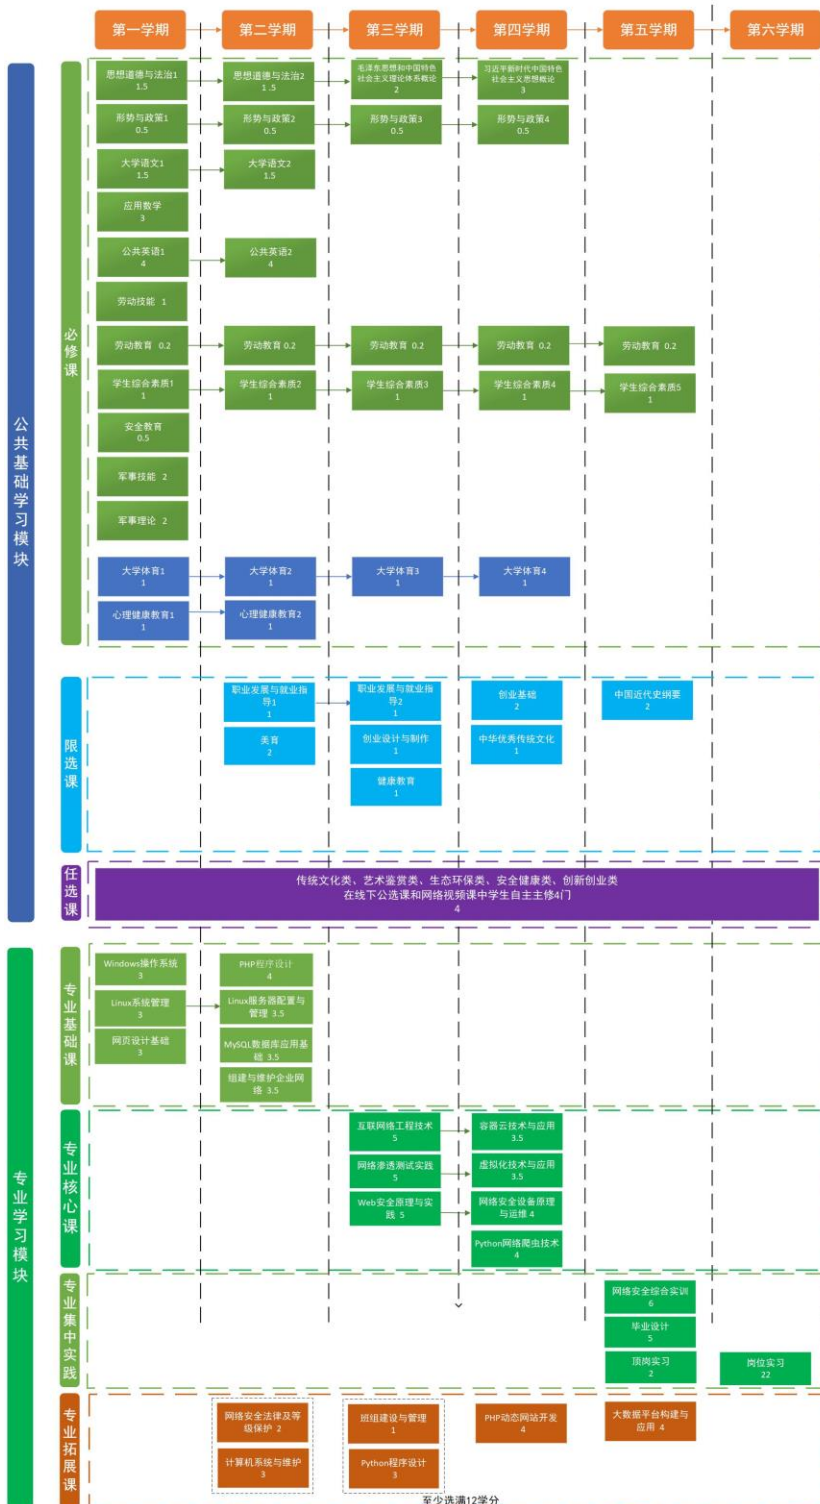 第一学期
第二学期
第三学期
第四学期
第五学期
第六学期
公共基础学习模块
必修课
思想道德与法治1
1.5
思想道德与法治2
1 .5
毛泽东思想和中国特色
社会主义理论体系概论
2
习近平新时代中国特色
社会主义思想概论
3
形势与政策1
0.5
形势与政策2
0.5
形势与政策3
0.5
形势与政策4
0.5
大学语文1
1.5
大学语文2
1.5
应用数学
3
公共英语1
4
公共英语2
4
劳动技能 1
劳动教育 0.2
劳动教育 0.2
劳动教育 0.2
劳动教育 0.2
劳动教育 0.2
学生综合素质1
1
学生综合素质2
1
学生综合素质3
1
学生综合素质4
1
学生综合素质5
1
安全教育
0.5
军事技能 2
军事理论 2
大学体育1
1
大学体育2
1
大学体育3
1
大学体育4
1
心理健康教育1
1
心理健康教育2
1
限选课
职业发展与就业指
导1
1
职业发展与就业指
导2
1
创业基础
2
中国近代史纲要
2
美育
2
创业设计与制作
1
中华优秀传统文化
1
健康教育
1
任选课
传统文化类、艺术鉴赏类、生态环保类、安全健康类、创新创业类
在线下公选课和网络视频课中学生自主主修4门
4
专业学习模块
专业基础课
Windows操作系统
3
PHP程序设计
4
Linux系统管理
3
Linux服务器配置与
管理 3.5
网页设计基础
3
MySQL数据库应用基
础 3.5
组建与维护企业网
络 3.5
专业核心课
互联网络工程技术
5
容器云技术与应用
3.5
网络渗透测试实践
5
虚拟化技术与应用
3.5
Web安全原理与实
践 5
网络安全设备原理
与运维 4
Python网络爬虫技术
4
专业集中实践
网络安全综合实训
6
毕业设计
5
顶岗实习
2
岗位实习
22
专业拓展课
网络安全法律及等
级保护 2
班组建设与管理
1
PHP动态网站开发
4
大数据平台构建与
应用 4
计算机系统与维护
3
Python程序设计
3
至少选满12学分